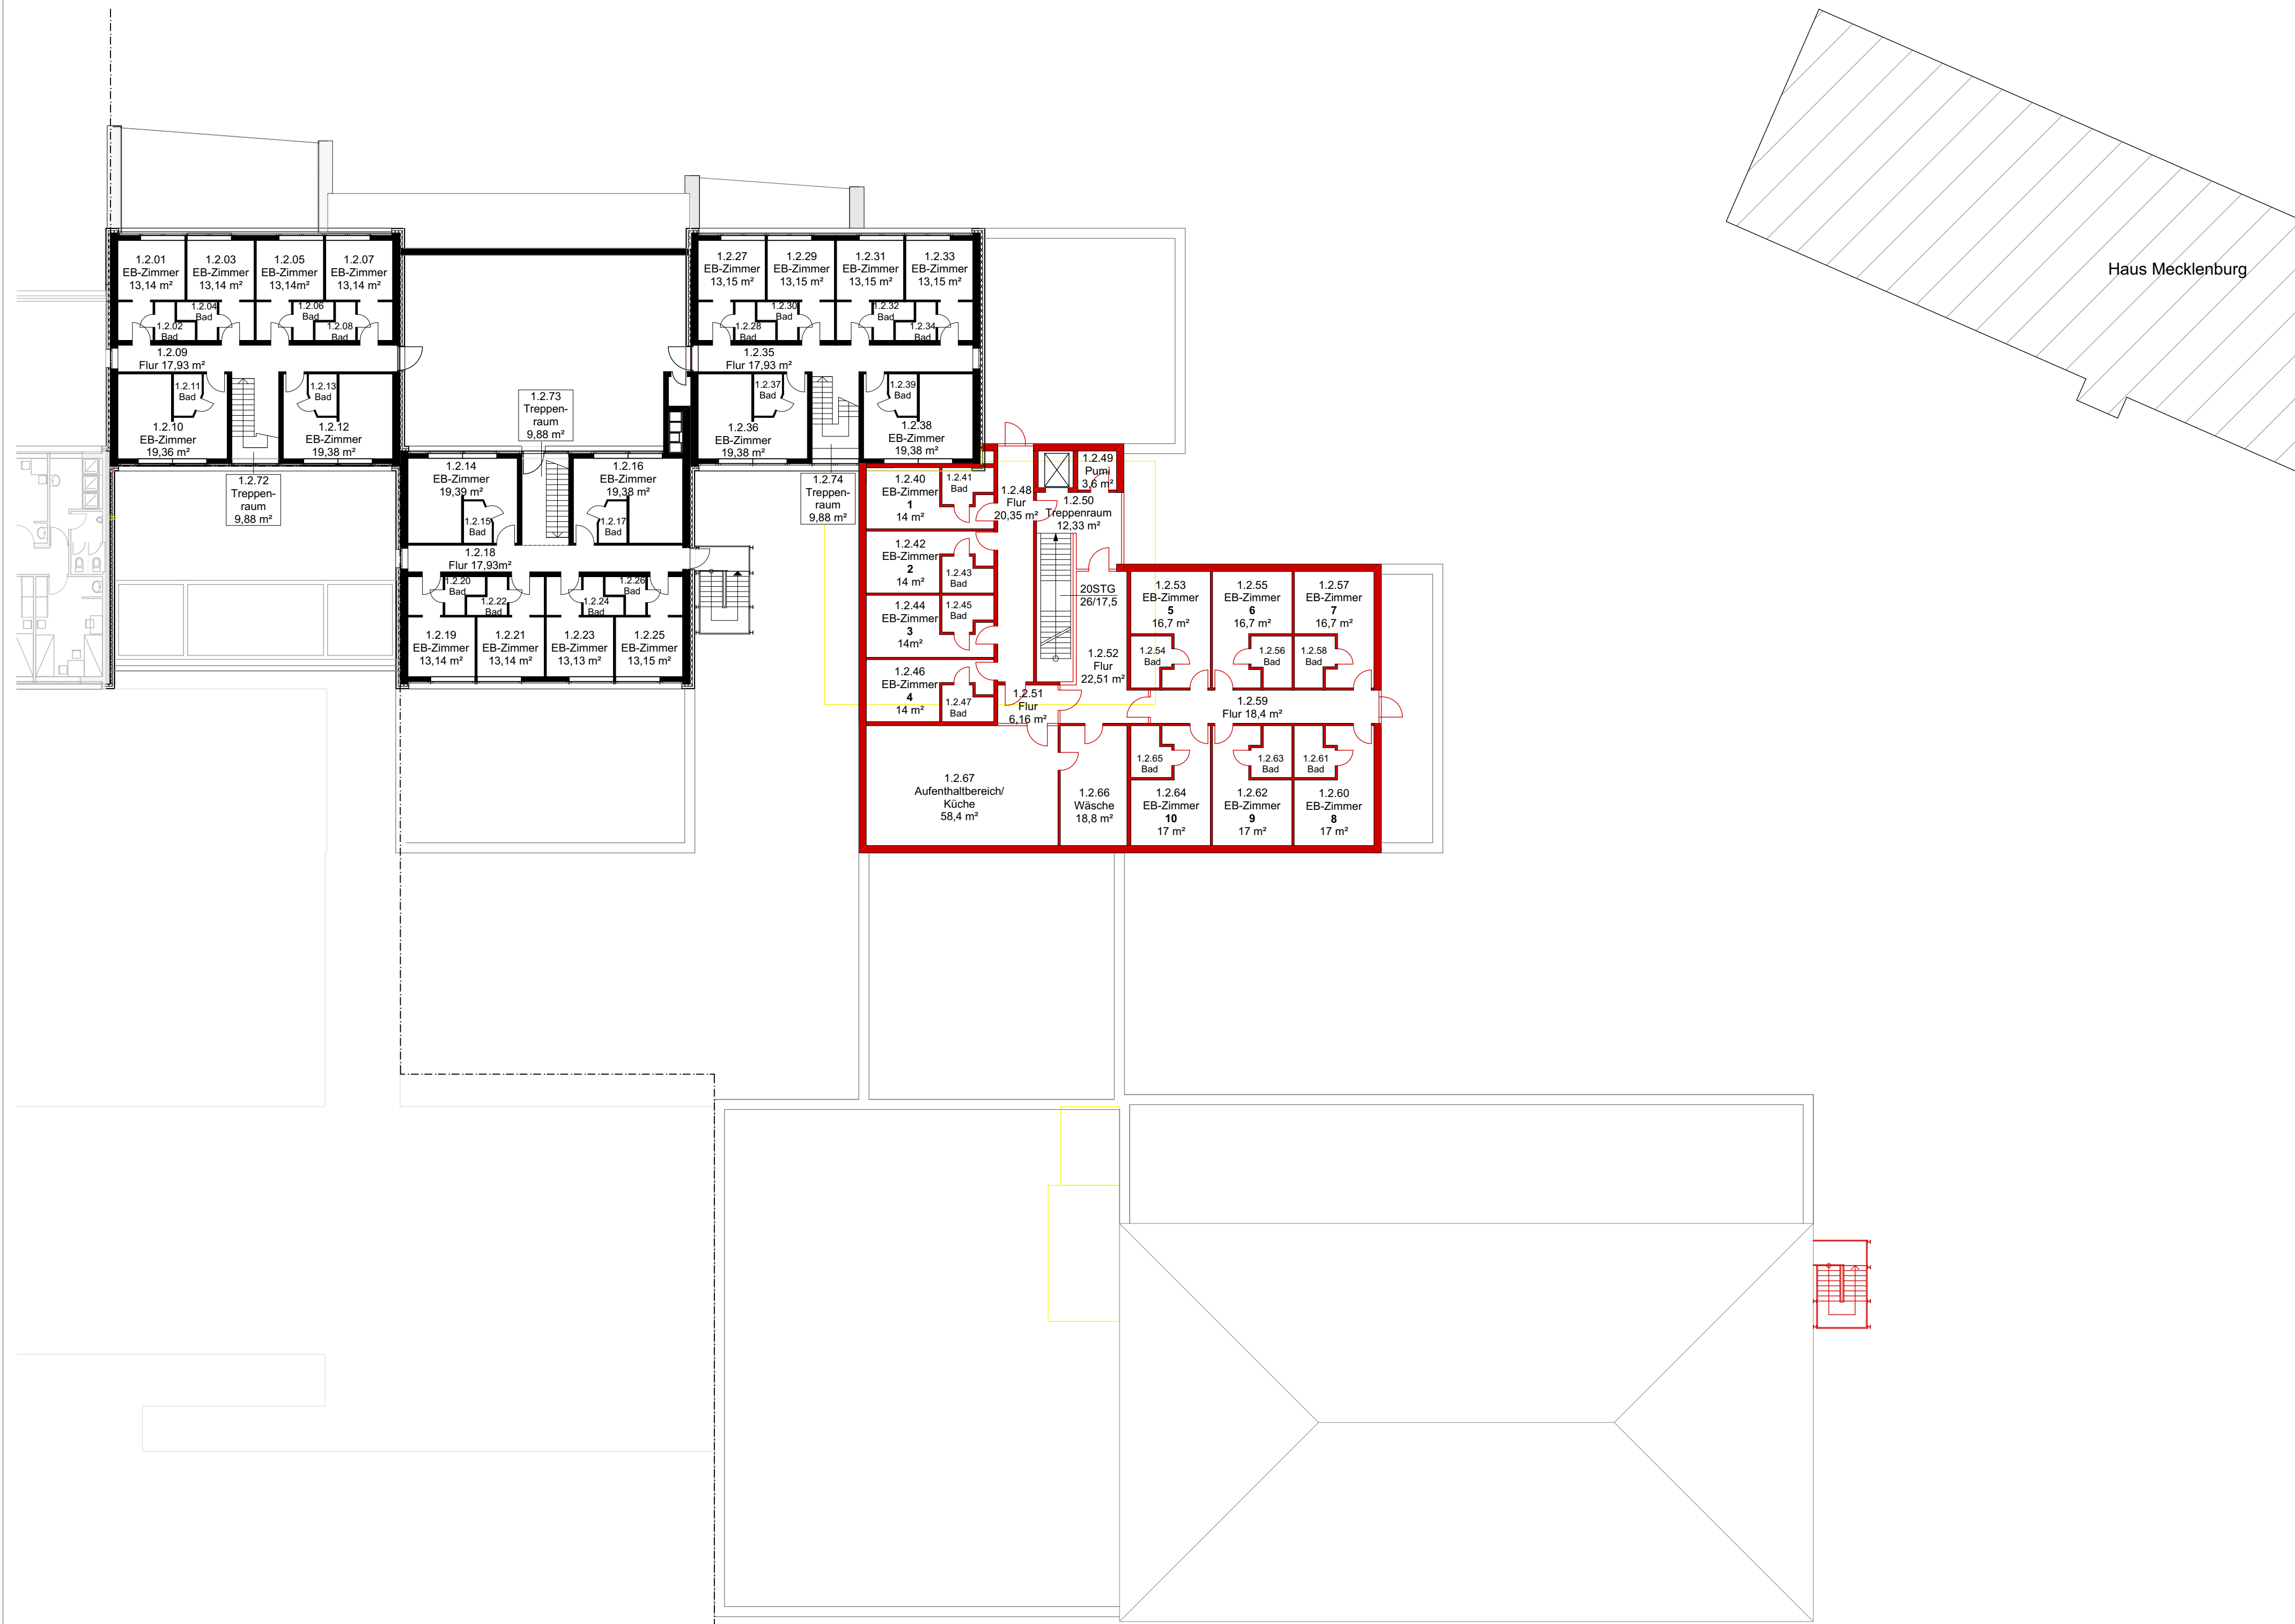 Haus Mecklenburg
1.2.01
EB-Zimmer
13,14 m²
1.2.03
EB-Zimmer
13,14 m²
1.2.05
EB-Zimmer
13,14m²
1.2.07
EB-Zimmer
13,14 m²
1.2.02
Bad
1.2.04
Bad
1.2.06
Bad
1.2.08
Bad
1.2.09
Flur 17,93 m²
1.2.11
Bad
1.2.13
Bad
1.2.10
EB-Zimmer
19,36 m²
1.2.12
EB-Zimmer
19,38 m²
1.2.72
Treppen-
raum
9,88 m²
1.2.73
Treppen-
raum
9,88 m²
1.2.14
EB-Zimmer
19,39 m²
1.2.16
EB-Zimmer
19,38 m²
1.2.15
Bad
1.2.17
Bad
1.2.18
Flur 17,93m²
1.2.20
Bad
1.2.22
Bad
1.2.24
Bad
1.2.26
Bad
1.2.19
EB-Zimmer
13,14 m²
1.2.21
EB-Zimmer
13,14 m²
1.2.23
EB-Zimmer
13,13 m²
1.2.25
EB-Zimmer
13,15 m²
1.2.27
EB-Zimmer
13,15 m²
1.2.29
EB-Zimmer
13,15 m²
1.2.31
EB-Zimmer
13,15 m²
1.2.33
EB-Zimmer
13,15 m²
1.2.28
Bad
1.2.30
Bad
1.2.32
Bad
1.2.34
Bad
1.2.35
Flur 17,93 m²
1.2.37
Bad
1.2.39
Bad
1.2.36
EB-Zimmer
19,38 m²
1.2.38
EB-Zimmer
19,38 m²
1.2.74
Treppen-
raum
9,88 m²
1.2.40
EB-Zimmer
1
14 m²
1.2.41
Bad
1.2.42
EB-Zimmer
2
14 m²
1.2.43
Bad
1.2.44
EB-Zimmer
3
14m²
1.2.45
Bad
1.2.46
EB-Zimmer
4
14 m²
1.2.47
Bad
1.2.48
Flur
20,35 m²
1.2.49
Pumi
3,6 m²
1.2.50
Treppenraum
12,33 m²
20STG
26/17,5
1.2.51
Flur
6,16 m²
1.2.52
Flur
22,51 m²
1.2.53
EB-Zimmer
5
16,7 m²
1.2.55
EB-Zimmer
6
16,7 m²
1.2.57
EB-Zimmer
7
16,7 m²
1.2.54
Bad
1.2.56
Bad
1.2.58
Bad
1.2.59
Flur 18,4 m²
1.2.65
Bad
1.2.63
Bad
1.2.61
Bad
1.2.67
Aufenthaltbereich/
Küche
58,4 m²
1.2.66
Wäsche
18,8 m²
1.2.64
EB-Zimmer
10
17 m²
1.2.62
EB-Zimmer
9
17 m²
1.2.60
EB-Zimmer
8
17 m²